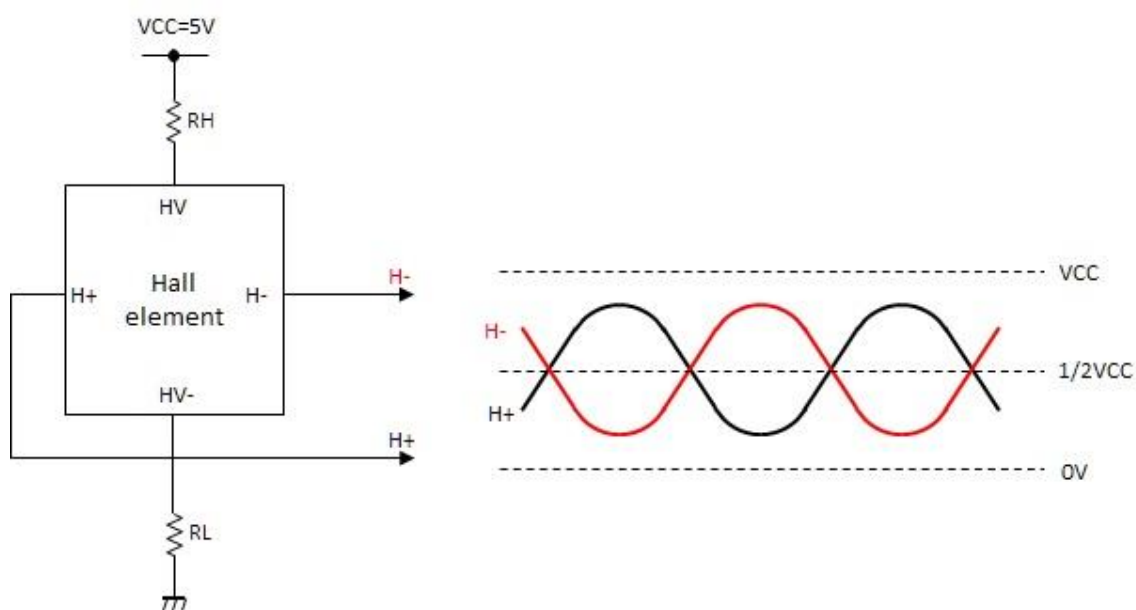 VCC=5V
RH
HV
H+
Hall
element
H-
HV-
H-
H+
RL
VCC
H-
1/2VCC
H+
0V